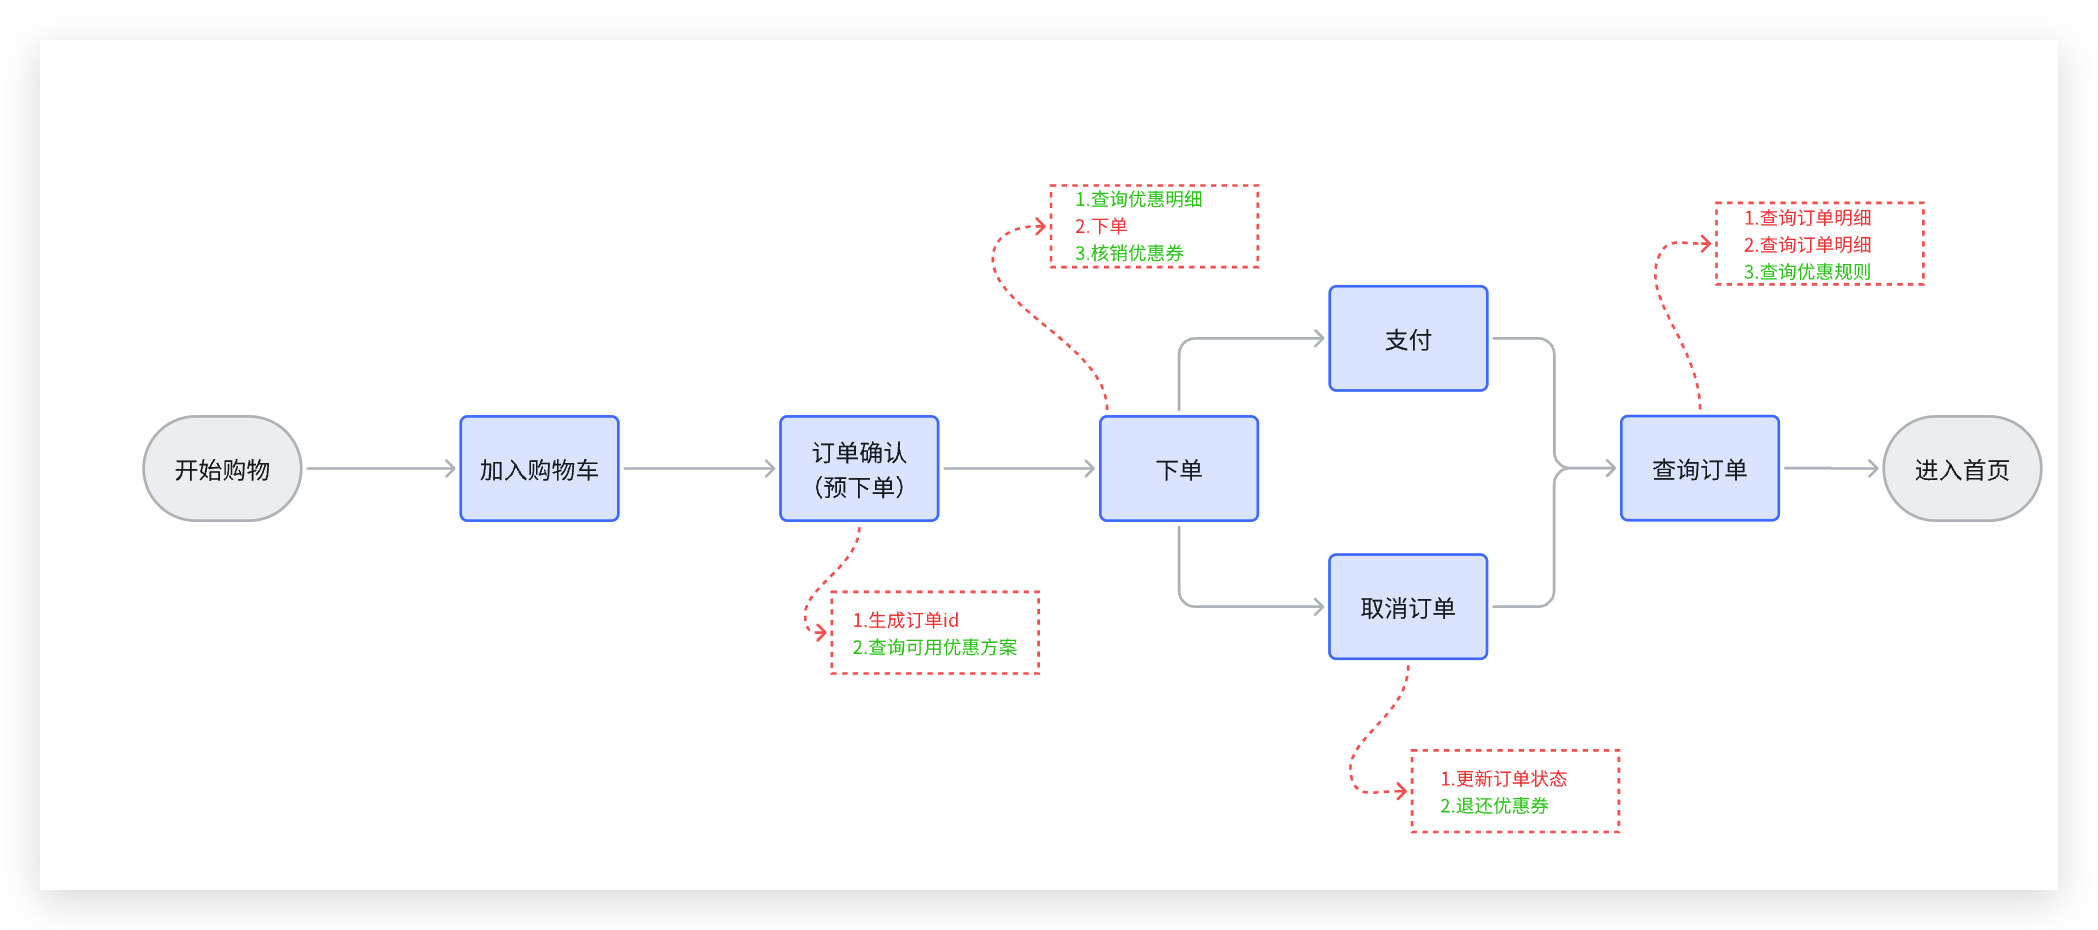 1.查询优惠明细
2.下单
3.核销优惠券
1.查询订单明细
2.查询订单明细
3.查询优惠规则
支付
开始购物
加入购物车
订单确认
（预下单）
下单
查询订单
进入首页
取消订单
1.生成订单id
2.查询可用优惠方案
1.更新订单状态
2.退还优惠券